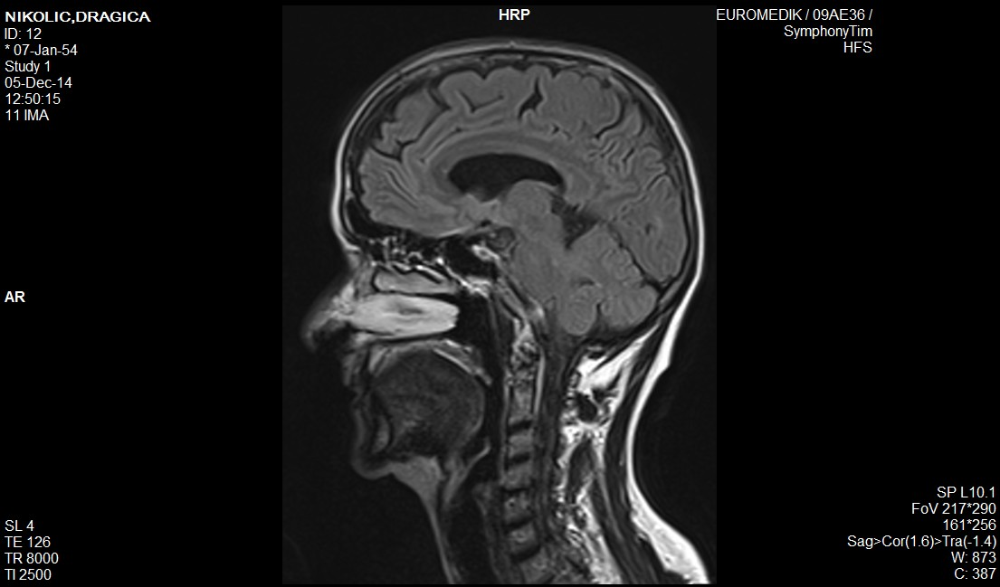 NIKOLIC,DRAGICA
ID: 12
* 07-Jan-54
Study 1
05-Dec-14
12:50:15
11 IMA
HRP
EUROMEDIK / 09AE36 /
SymphonyTim
HFS
AR
SL 4
TE 126
TR 8000
TI 2500
SP L10.1
FoV 217*290
161*256
Sag>Cor(1.6)>Tra(-1.4)
W: 873
C: 387